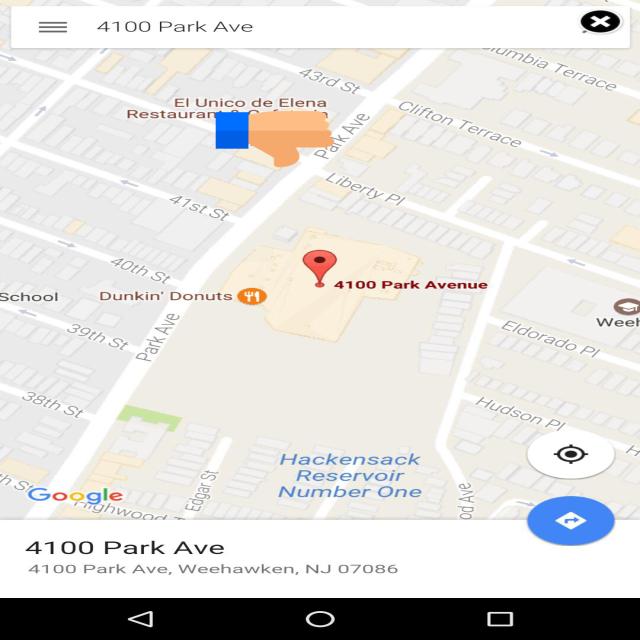 4100 Park Ave
umbia Terrace
43rd St
El Unico de Elena
Restaurant
Park Ave
Clifton Terrace
Liberty Pl
41st St
40th St
4100 Park Avenue
School
Dunkin' Donuts
Weeh
39th St
Park Ave
Eldorado Pl
38th St
Hudson Pl
H
Hackensack
Reservoir
Number One
Edgar St
th St
Google
Highwood T
od Ave
4100 Park Ave
4100 Park Ave, Weehawken, NJ 07086